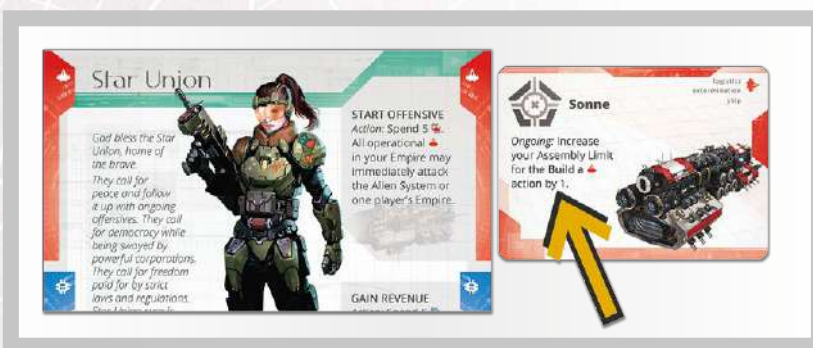 Star Union
God bless the Star
Union, home of
the brave.
They call for
peace and follow
it up with ongoing
offensives. They call
for democracy while
being swayed by
powerful corporations.
They call for freedom
paid for by strict
laws and regulations.
START OFFENSIVE
Action: Spend 5
All operational
in your Empire may
immediately attack
the Alien System or
one player's Empire.
GAIN REVENUE
logistics
extermination
ship
Sonne
Ongoing: Increase
your Assembly Limit
for the Build a
action by 1.